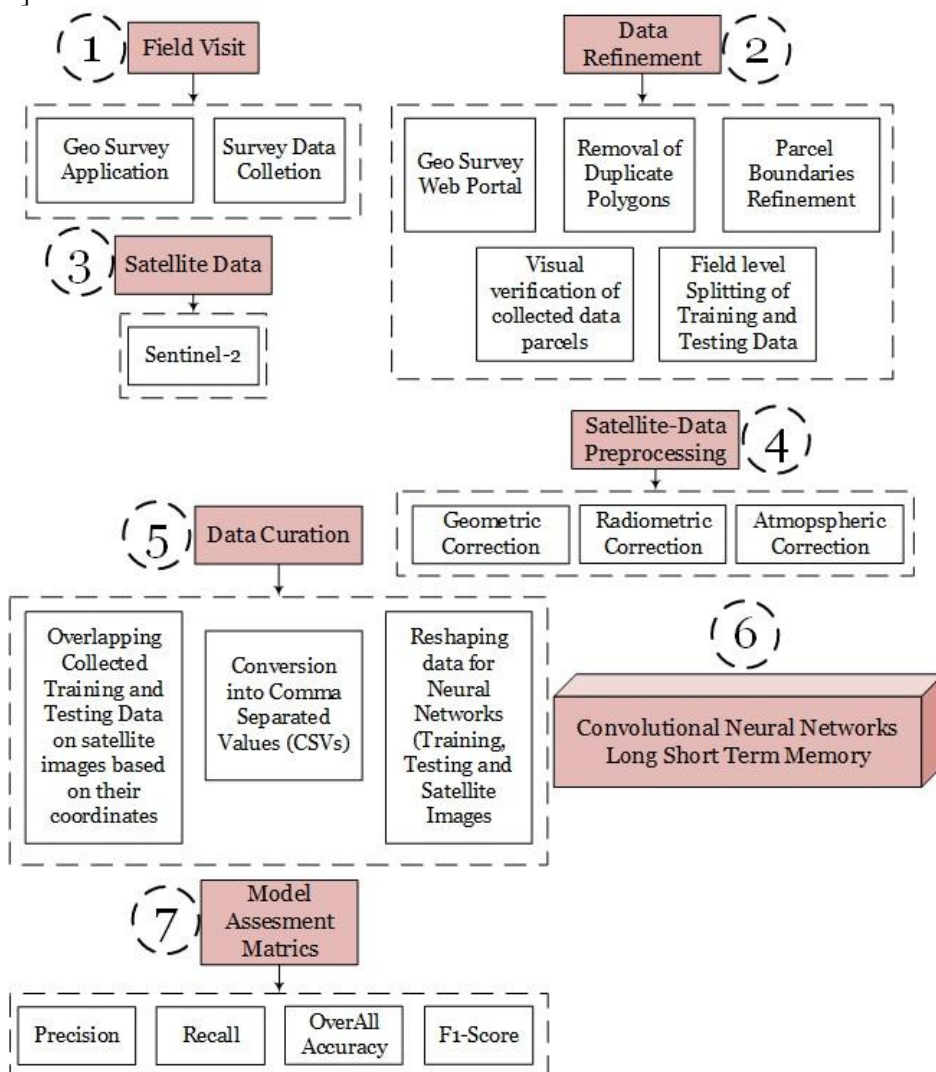 ]
1
Field Visit
Geo Survey
Application
Survey Data
Colletion
Data
Refinement
2
Geo Survey
Web Portal
Removal of
Duplicate
Polygons
Parcel
Boundaries
Refinement
Visual
verification of
collected data
parcels
Field level
Splitting of
Training and
Testing Data
3
Satellite Data
Sentinel-2
Satellite-Data
Preprocessing
4
Geometric
Correction
Radiometric
Correction
Atmopspheric
Correction
5
Data Curation
Overlapping
Collected
Training and
Testing Data
on satellite
images based
on their
coordinates
Conversion
into Comma
Separated
Values (CSVs)
Reshaping
data for
Neural
Networks
(Training,
Testing and
Satellite
Images
6
Convolutional Neural Networks
Long Short Term Memory
7
Model
Assesment
Matrics
Precision
Recall
OverAll
Accuracy
F1-Score